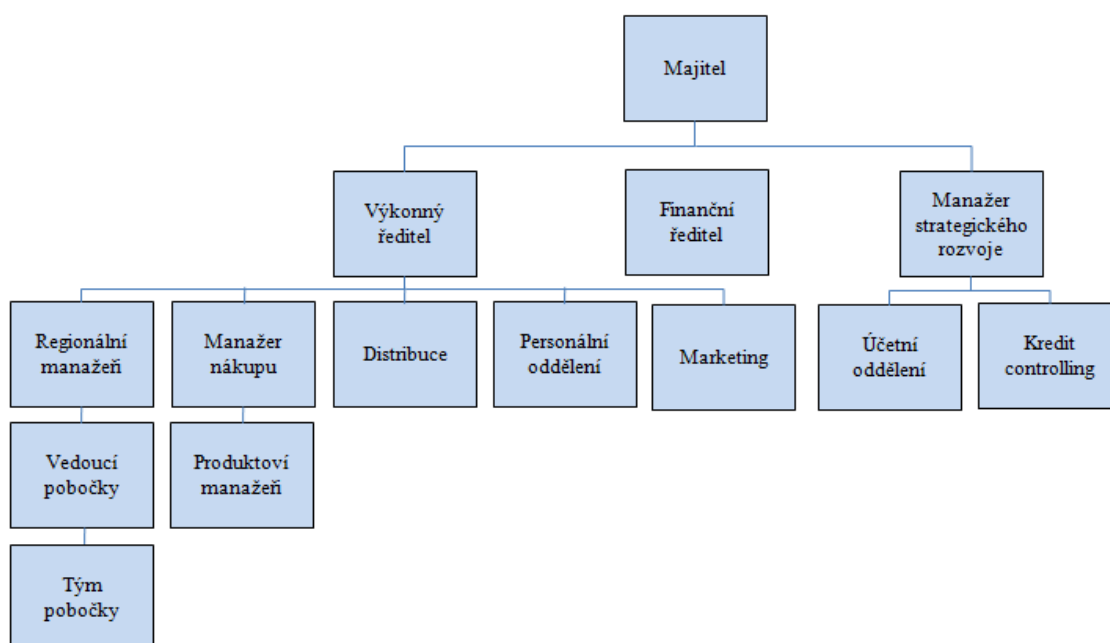 Majitel
Výkonný
ředitel
Finanční
ředitel
Manažer
strategického
rozvoje
Regionální
manažeři
Manažer
nákupu
Distribuce
Personální
oddělení
Marketing
Účetní
oddělení
Kredit
controlling
Vedoucí
pobočky
Produktoví
manažeři
Tým
pobočky